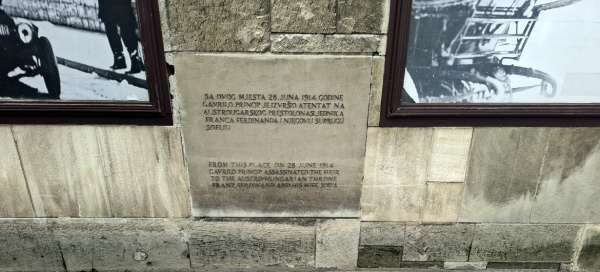 SA OVOG MJESTA 28. JUNA 1914. GODINE
GAVRILO PRINCIP JE IZVRŠIO ATENTAT NA
AUSTROUGARSKOG PRESTOLONASLJEDNIKA
FRANCA FERDINANDA I NJEGOVU SUPRUGU
SOFIJU
FROM THIS PLACE ON 28 JUNE 1914
GAVRILO PRINCIP ASSASSINATED THE HEIR
TO THE AUSTRO-HUNGARIAN THRONE
FRANZ FERDINAND AND HIS WIFE SOFIA